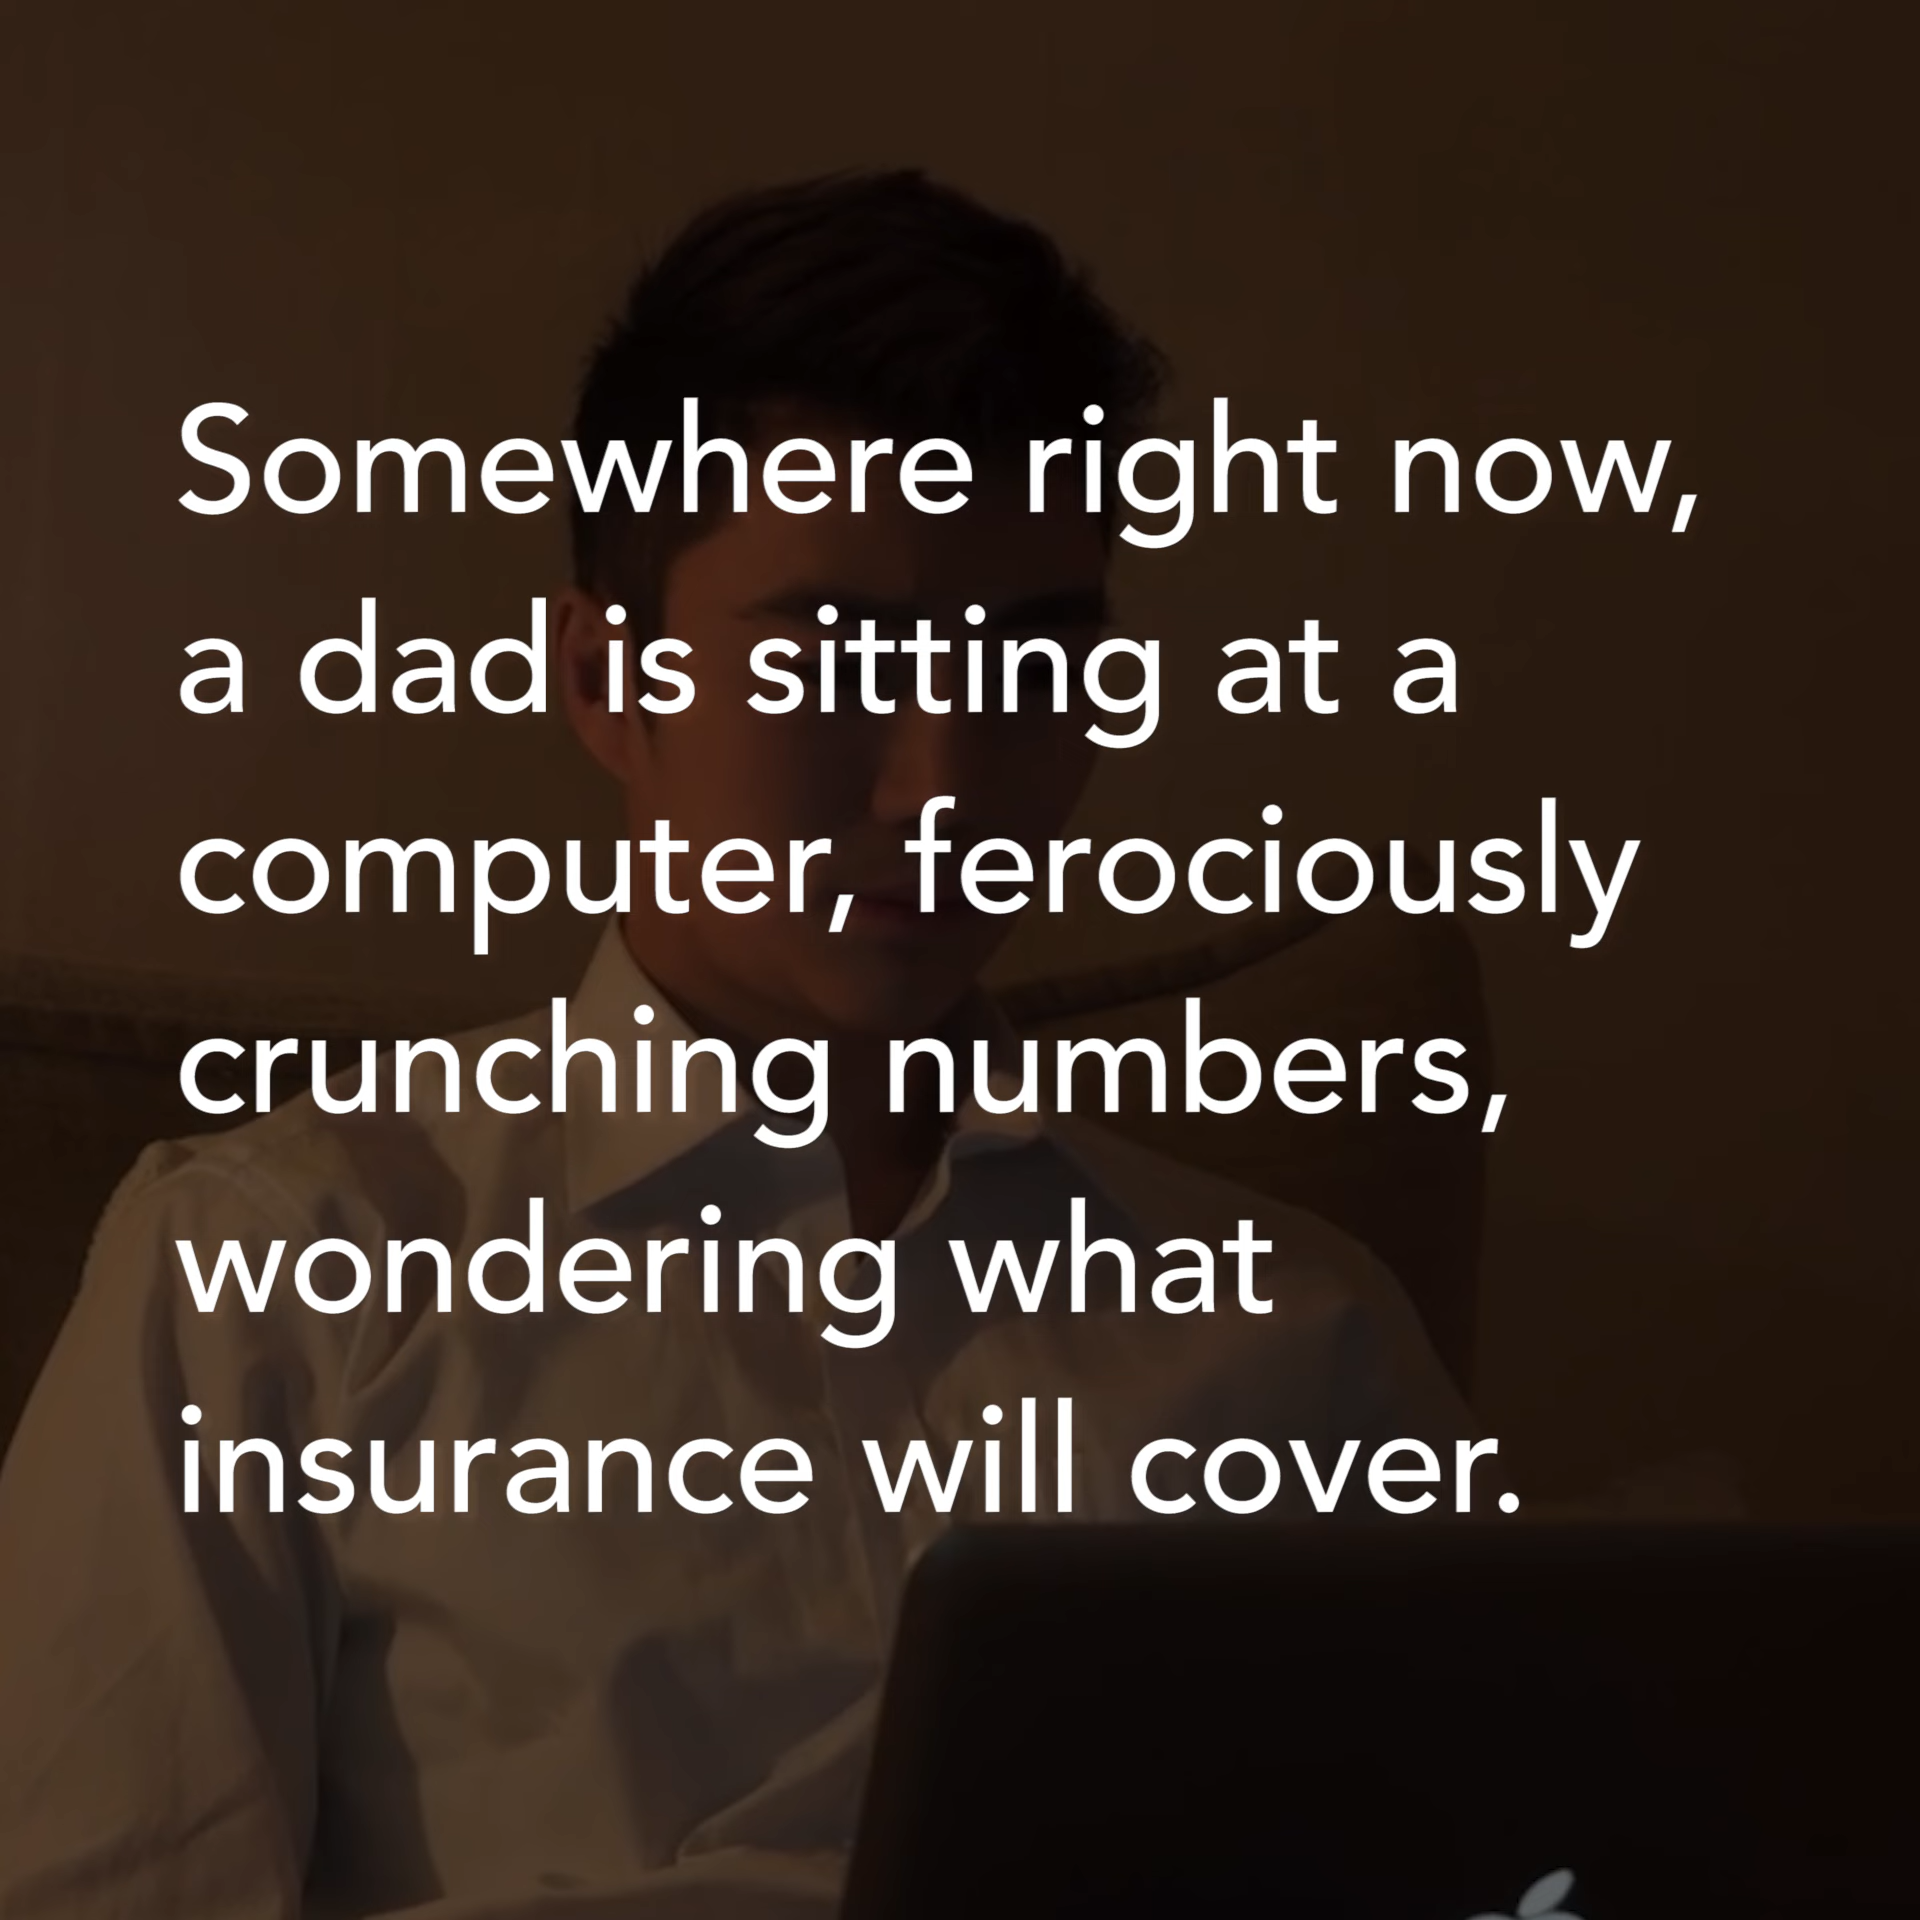 Somewhere right now,
a dad is sitting at a
computer, ferociously
crunching numbers,
wondering what
insurance will cover.